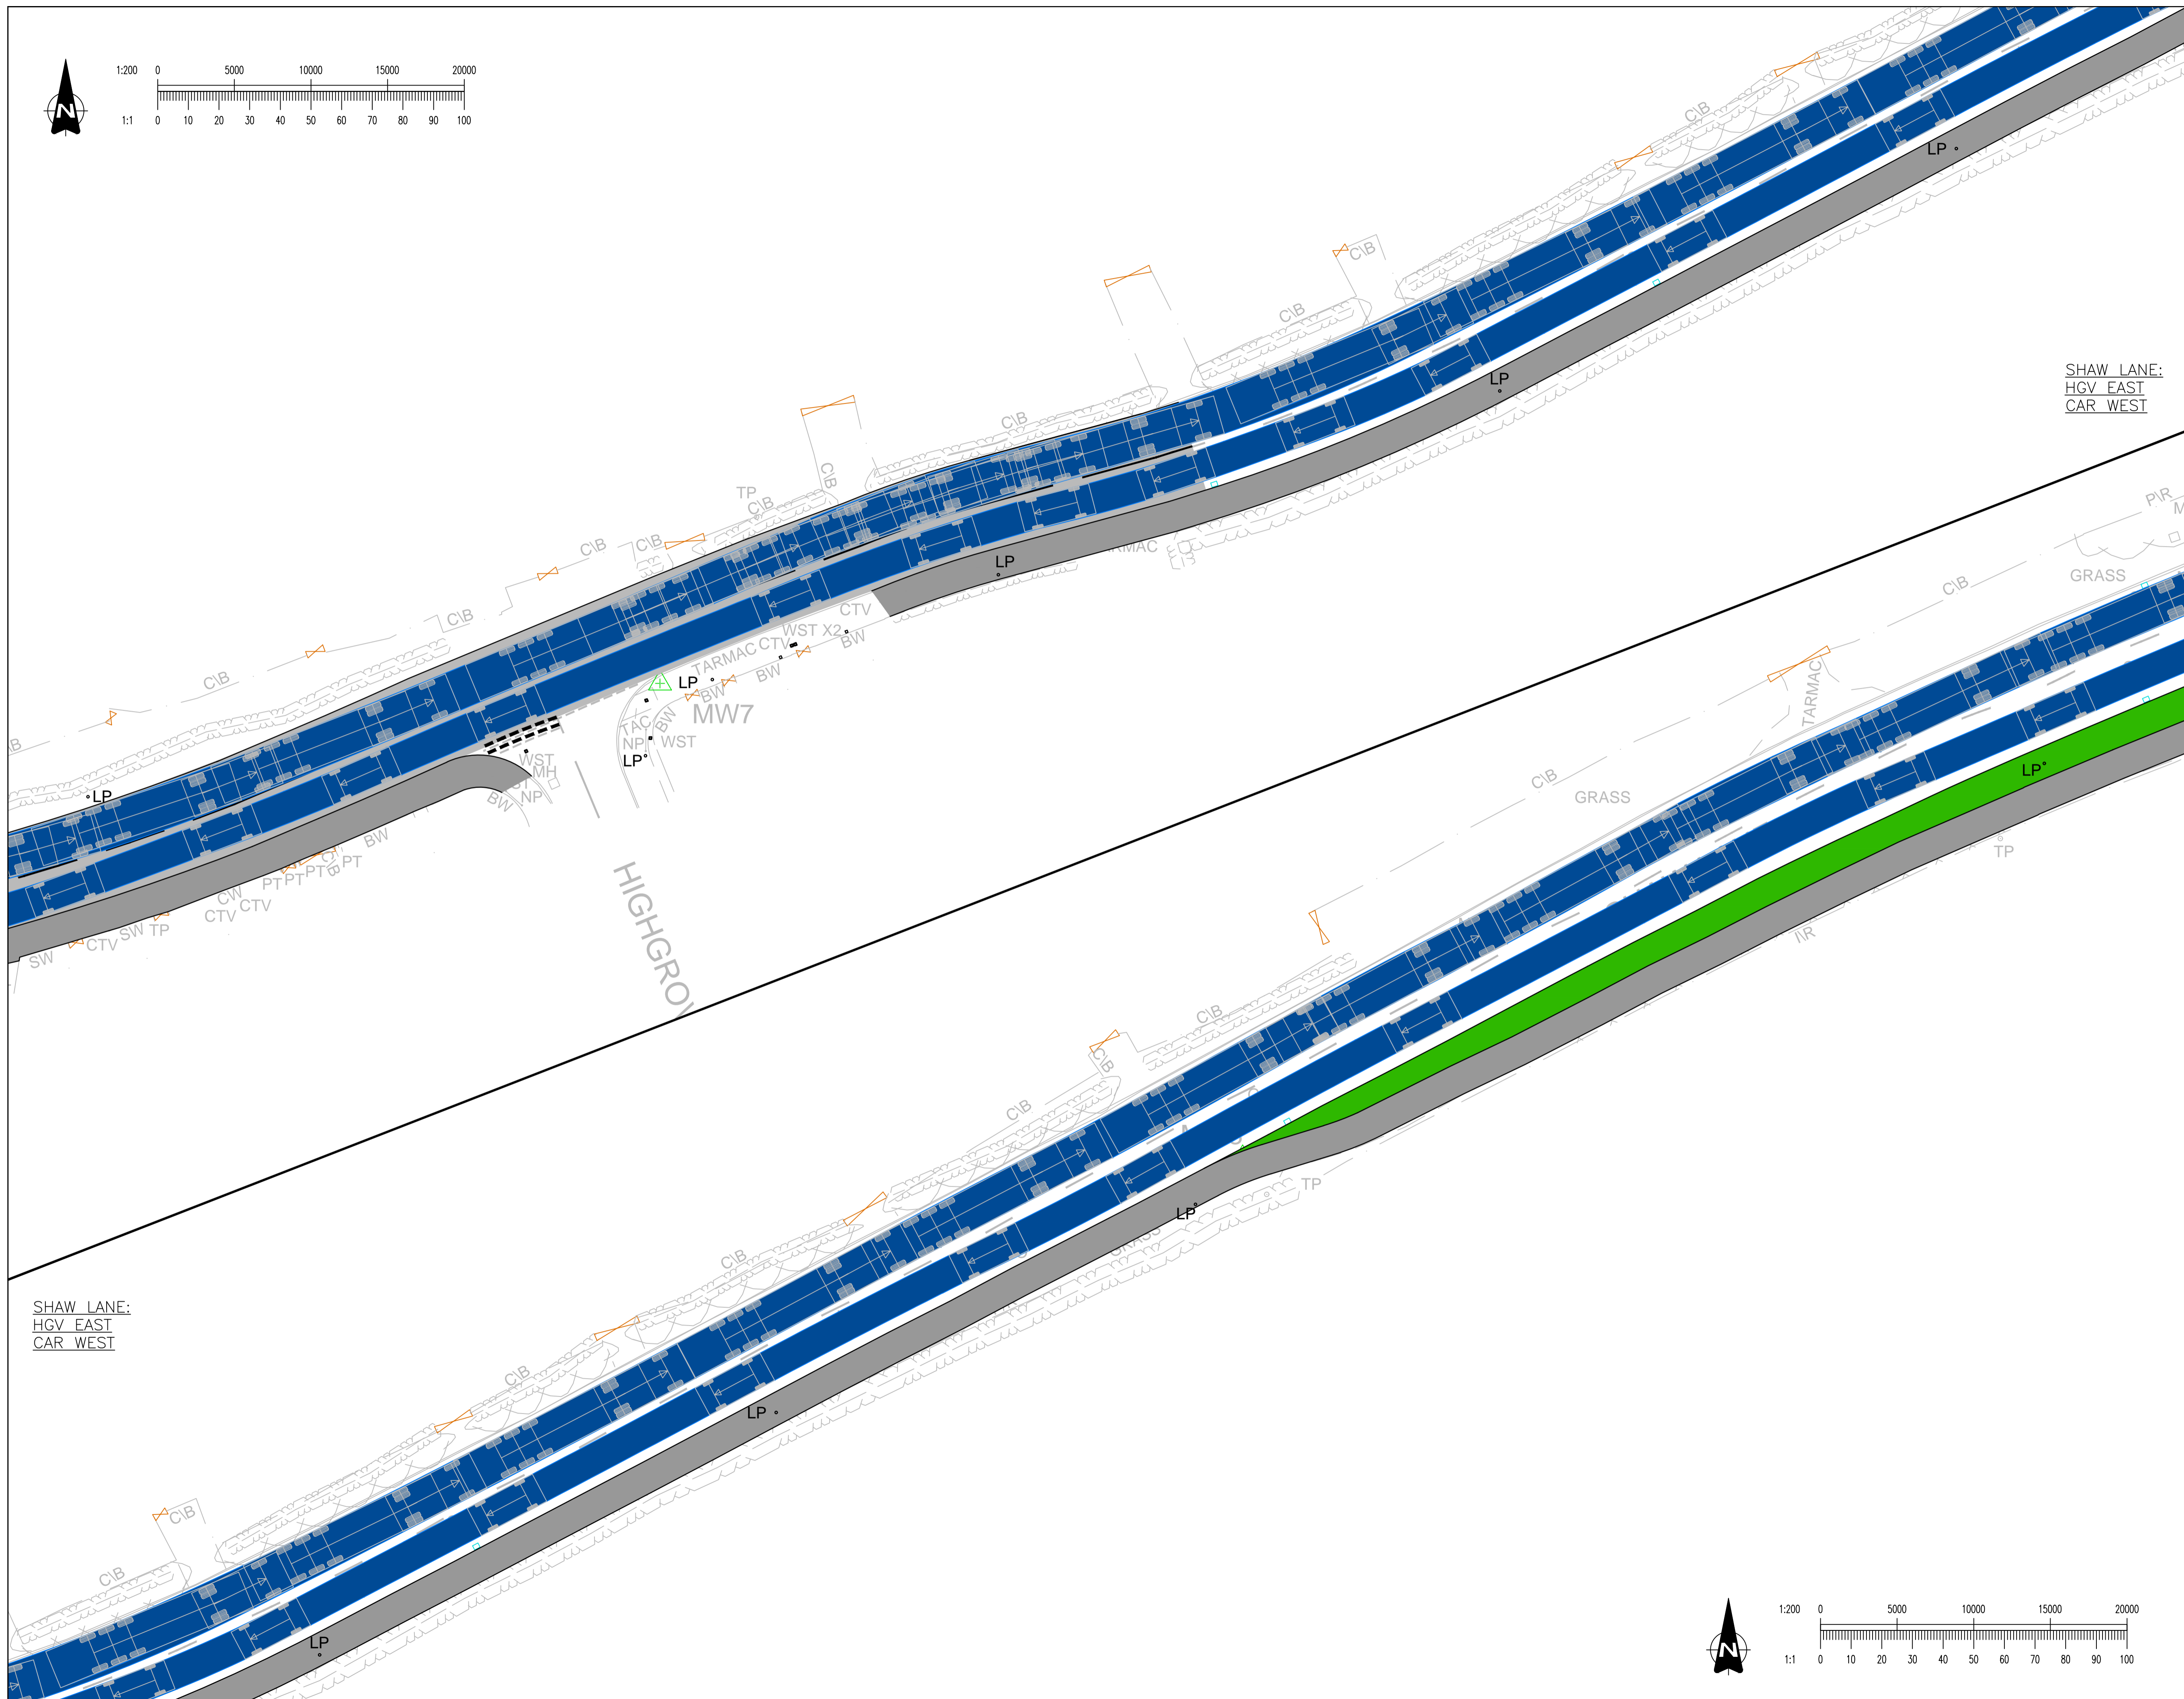 1:200 0 5000 10000 15000 20000
N
1:1 0 10 20 30 40 50 60 70 80 90 100
C\B
LP
C\B
C\B
SHAW LANE:
HGV EAST
CAR WEST
C\B
LP
C\B
C\B
TP
C\B
P\R
C\B
C\B
LP
CTV
GRASS
C\B
C\B
WST X2
CTV
BW
TARMAC
BW
C\B
LP
BW
MW7
TARMAC
TAC
BW
NP
WST
LP
WST
MH
NP
BW
LP
C\B
GRASS
LP
BW
C\B
PT
PT
PT
PT
CW
CTV
CTV
TP
SW
CTV
SW
TP
I\R
HIGHGROV
C\B
C\B
C\B
TP
LP
C\B
SHAW LANE:
HGV EAST
CAR WEST
C\B
LP
C\B
C\B
LP
1:200 0 5000 10000 15000 20000
N
1:1 0 10 20 30 40 50 60 70 80 90 100